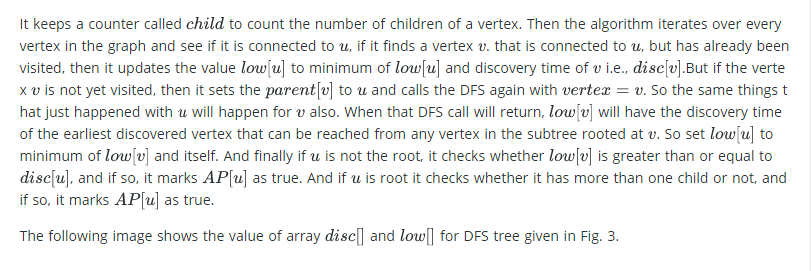 It keeps a counter called child to count the number of children of a vertex. Then the algorithm iterates over every
vertex in the graph and see if it is connected to u, if it finds a vertex v. that is connected to u, but has already been
visited, then it updates the value low[u] to minimum of low[u] and discovery time of v i.e., disc[v].But if the verte
x v is not yet visited, then it sets the parent[v] to u and calls the DFS again with vertex = v. So the same things t
hat just happened with u will happen for v also. When that DFS call will return, low[v] will have the discovery time
of the earliest discovered vertex that can be reached from any vertex in the subtree rooted at v. So set low[u] to
minimum of low[v] and itself. And finally if u is not the root, it checks whether low[v] is greater than or equal to
disc[u], and if so, it marks AP[u] as true. And if u is root it checks whether it has more than one child or not, and
if so, it marks AP[u] as true.
The following image shows the value of array disc[] and low[] for DFS tree given in Fig. 3.